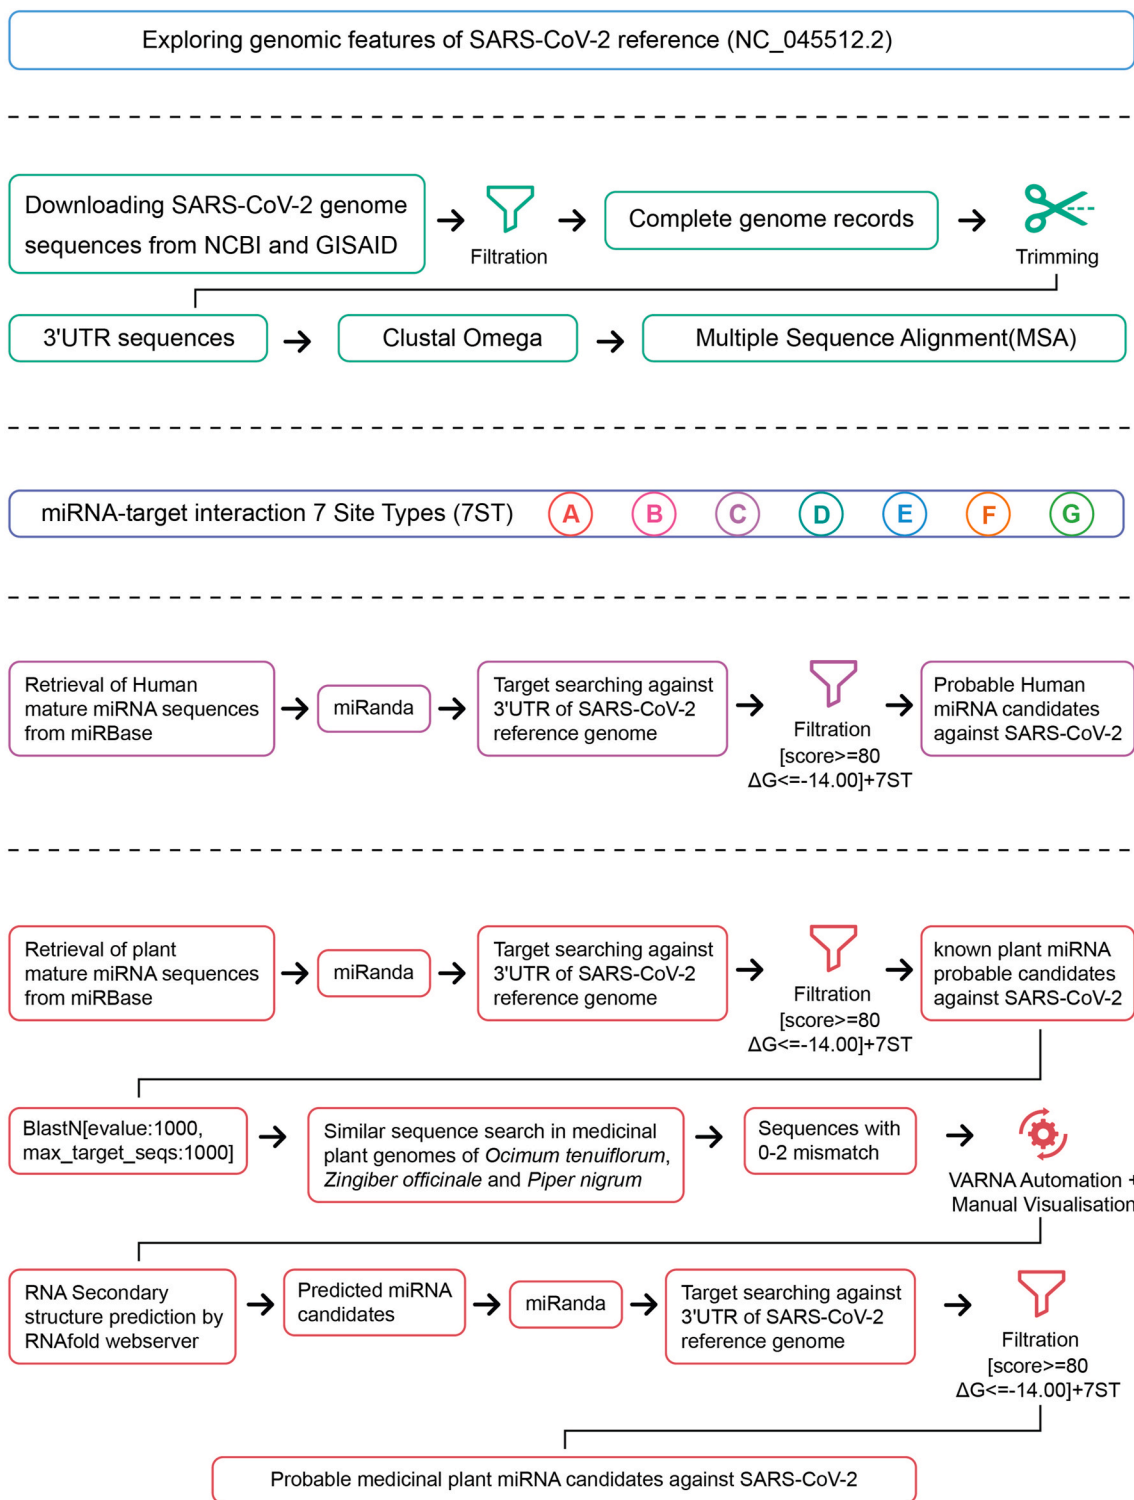 Exploring genomic features of SARS-CoV-2 reference (NC_045512.2)
Downloading SARS-CoV-2 genome
sequences from NCBI and GISAID
Filtration
Complete genome records
Trimming
3'UTR sequences
Clustal Omega
Multiple Sequence Alignment(MSA)
miRNA-target interaction 7 Site Types (7ST) A B C D E F G
Retrieval of Human
mature miRNA sequences
from miRBase
miRanda
Target searching against
3'UTR of SARS-CoV-2
reference genome
Filtration
[score>=80
ΔG<=-14.00]+7ST
Probable Human
miRNA candidates
against SARS-CoV-2
Retrieval of plant
mature miRNA sequences
from miRBase
miRanda
Target searching against
3'UTR of SARS-CoV-2
reference genome
Filtration
[score>=80
ΔG<=-14.00]+7ST
known plant miRNA
probable candidates
against SARS-CoV-2
BlastN[evalue:1000,
max_target_seqs:1000]
Similar sequence search in medicinal
plant genomes of Ocimum tenuiflorum,
Zingiber officinale and Piper nigrum
Sequences with
0-2 mismatch
VARNA Automation +
Manual Visualisation
RNA Secondary
structure prediction by
RNAfold webserver
Predicted miRNA
candidates
miRanda
Target searching against
3'UTR of SARS-CoV-2
reference genome
Filtration
[score>=80
ΔG<=-14.00]+7ST
Probable medicinal plant miRNA candidates against SARS-CoV-2